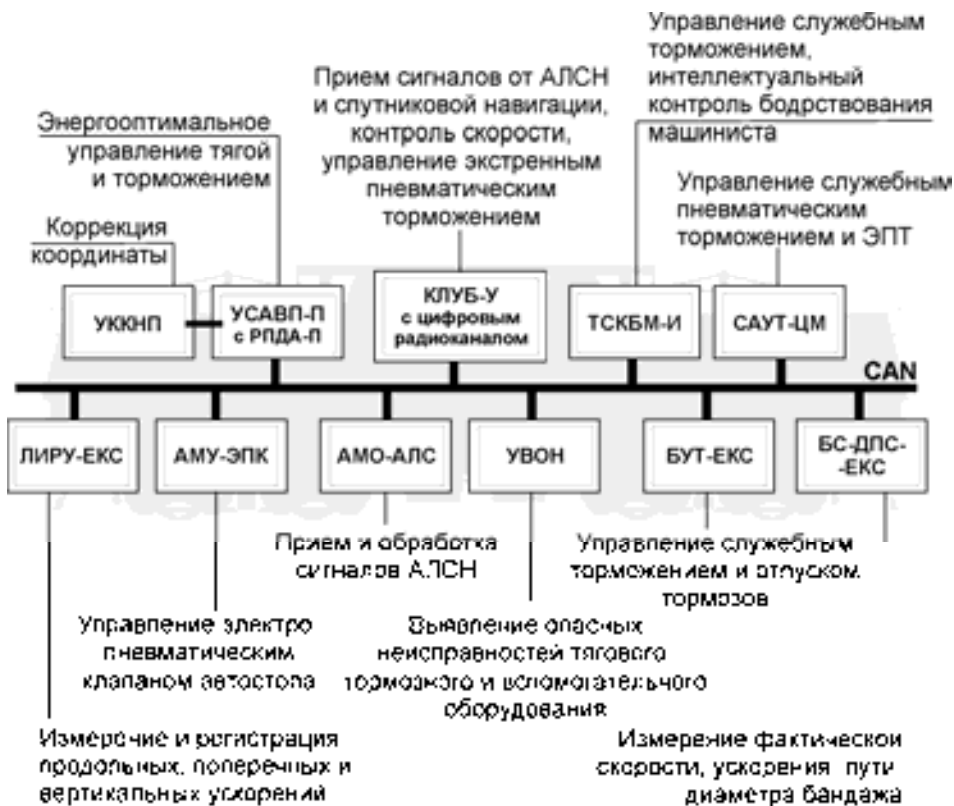 Управление служебным
торможением,
интеллектуальный
контроль бодрствования
машиниста
Прием сигналов от АЛСН
и спутниковой навигации,
контроль скорости,
управление экстренным
пневматическим
торможением
Энергооптимальное
управление тягой
и торможением
Управление служебным
пневматическим
торможением и ЭПТ
Коррекция
координаты
УККНП
УСАВП-П
с РПДА-П
КЛУБ-У
с цифровым
радиоканалом
ТСКБМ-И
САУТ-ЦМ
CAN
ЛИРУ-ЕКС
АМУ-ЭПК
АМО-АЛС
УВОН
БУТ-ЕКС
БС-ДПС-
-ЕКС
Прием и обработка
сигналов АЛСН
Управление служебным
торможением и отпуском
тормозов
Управление электро
пневматическим
клапаном автостопа
Выявление опасных
неисправностей тягового
тормозного и вспомогательного
оборудования
Измерение и регистрация
продольных, поперечных и
вертикальных ускорений
Измерение фактической
скорости, ускорения пути
диаметра бандажа